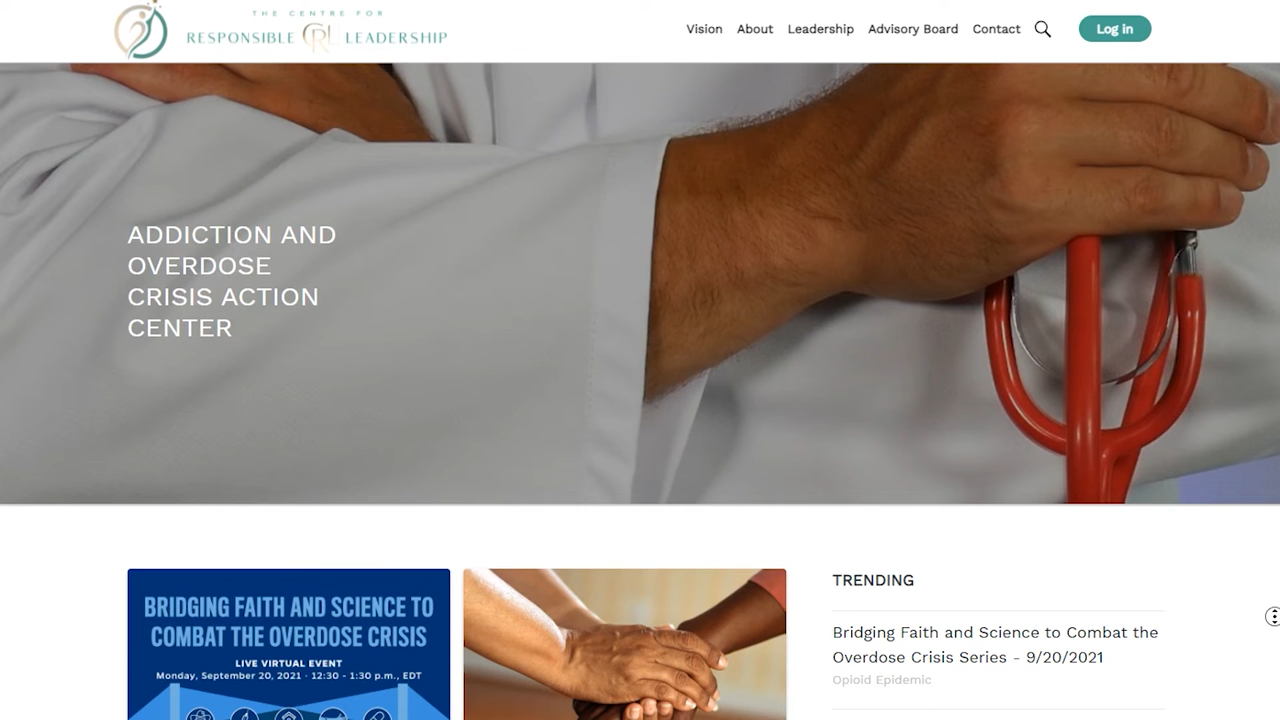 THE CENTRE FOR
RESPONSIBLE CRL LEADERSHIP
Vision About Leadership Advisory Board Contact Log in
ADDICTION AND
OVERDOSE
CRISIS ACTION
CENTER
BRIDGING FAITH AND SCIENCE TO
COMBAT THE OVERDOSE CRISIS
LIVE VIRTUAL EVENT
Monday, September 20, 2021 · 12:30 - 1:30 p.m., EDT
TRENDING
Bridging Faith and Science to Combat the
Overdose Crisis Series - 9/20/2021
Opioid Epidemic